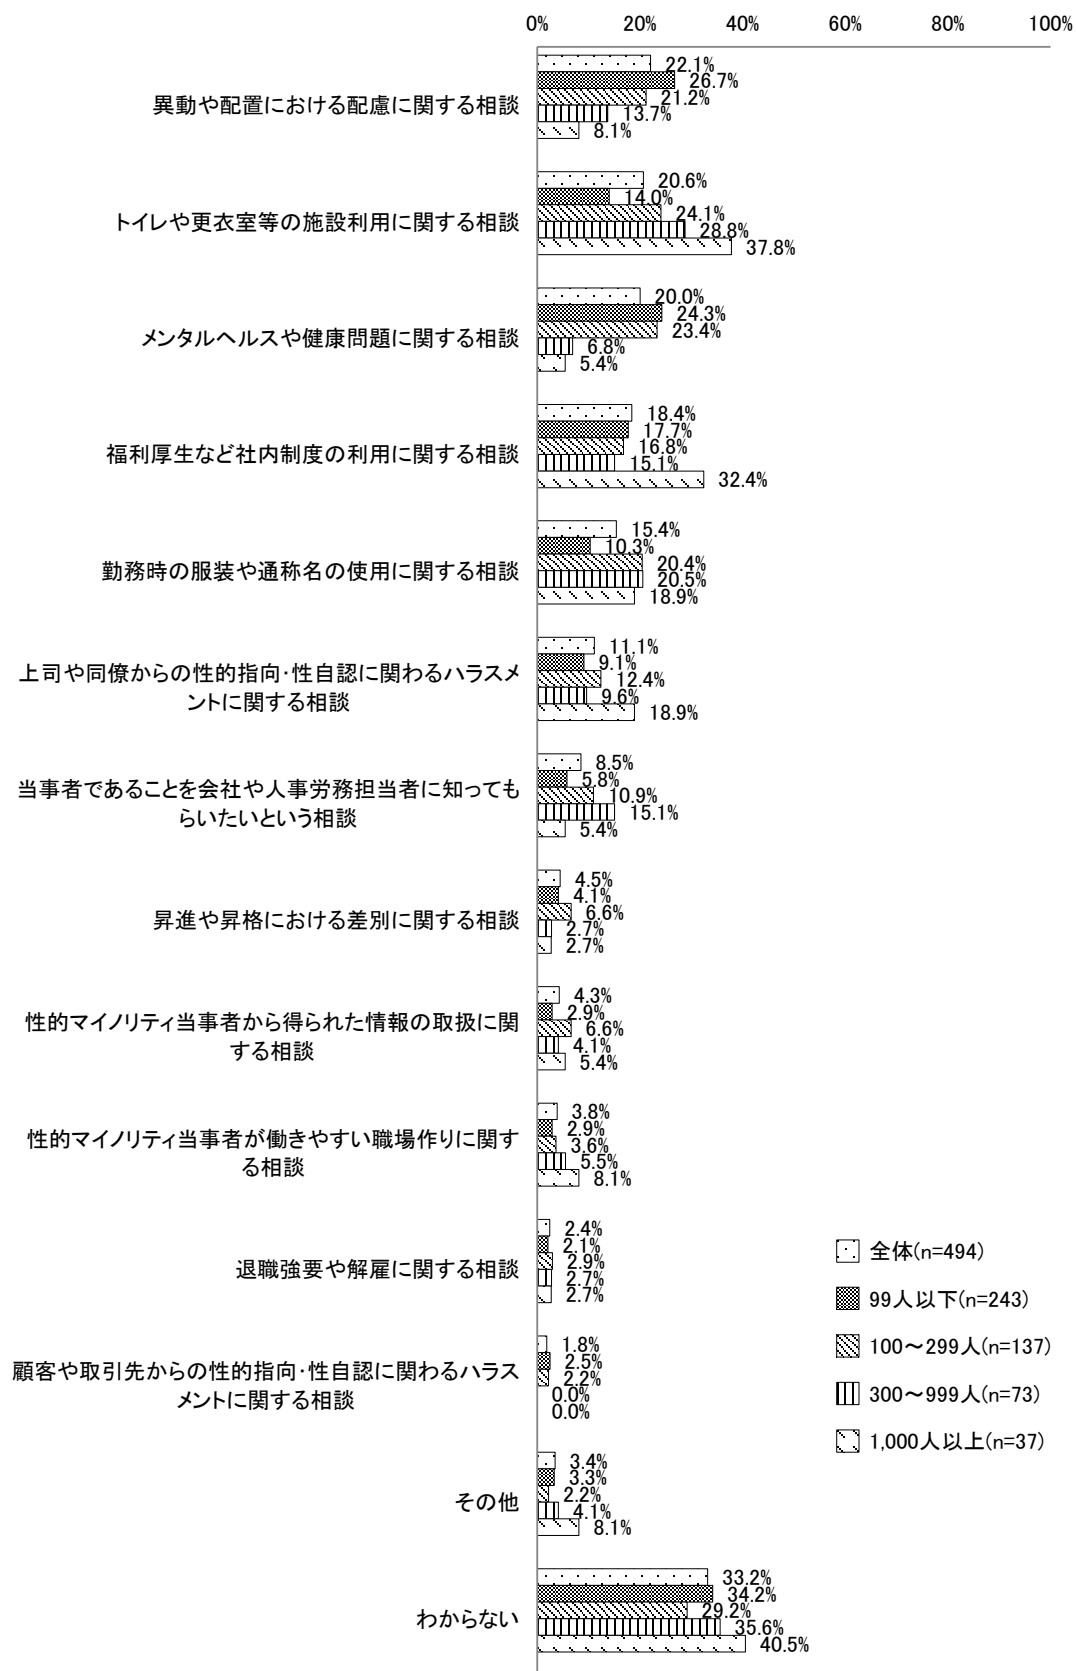 0% 20% 40% 60% 80% 100%
異動や配置における配慮に関する相談
22.1%
26.7%
21.2%
13.7%
8.1%
トイレや更衣室等の施設利用に関する相談
20.6%
14.0%
24.1%
28.8%
37.8%
メンタルヘルスや健康問題に関する相談
20.0%
24.3%
23.4%
6.8%
5.4%
福利厚生など社内制度の利用に関する相談
18.4%
17.7%
16.8%
15.1%
32.4%
勤務時の服装や通称名の使用に関する相談
15.4%
10.3%
20.4%
20.5%
18.9%
上司や同僚からの性的指向・性自認に関わるハラスメ
ントに関する相談
11.1%
9.1%
12.4%
9.6%
18.9%
当事者であることを会社や人事労務担当者に知っても
らいたいという相談
8.5%
5.8%
10.9%
15.1%
5.4%
昇進や昇格における差別に関する相談
4.5%
4.1%
6.6%
2.7%
2.7%
性的マイノリティ当事者から得られた情報の取扱に関
する相談
4.3%
2.9%
6.6%
4.1%
5.4%
性的マイノリティ当事者が働きやすい職場作りに関す
る相談
3.8%
2.9%
3.6%
5.5%
8.1%
退職強要や解雇に関する相談
2.4%
2.1%
2.9%
2.7%
2.7%
顧客や取引先からの性的指向・性自認に関わるハラス
メントに関する相談
1.8%
2.5%
2.2%
0.0%
0.0%
その他
3.4%
3.3%
2.2%
4.1%
8.1%
わからない
33.2%
34.2%
29.2%
35.6%
40.5%
全体(n=494)
99人以下(n=243)
100～299人(n=137)
300～999人(n=73)
1,000人以上(n=37)